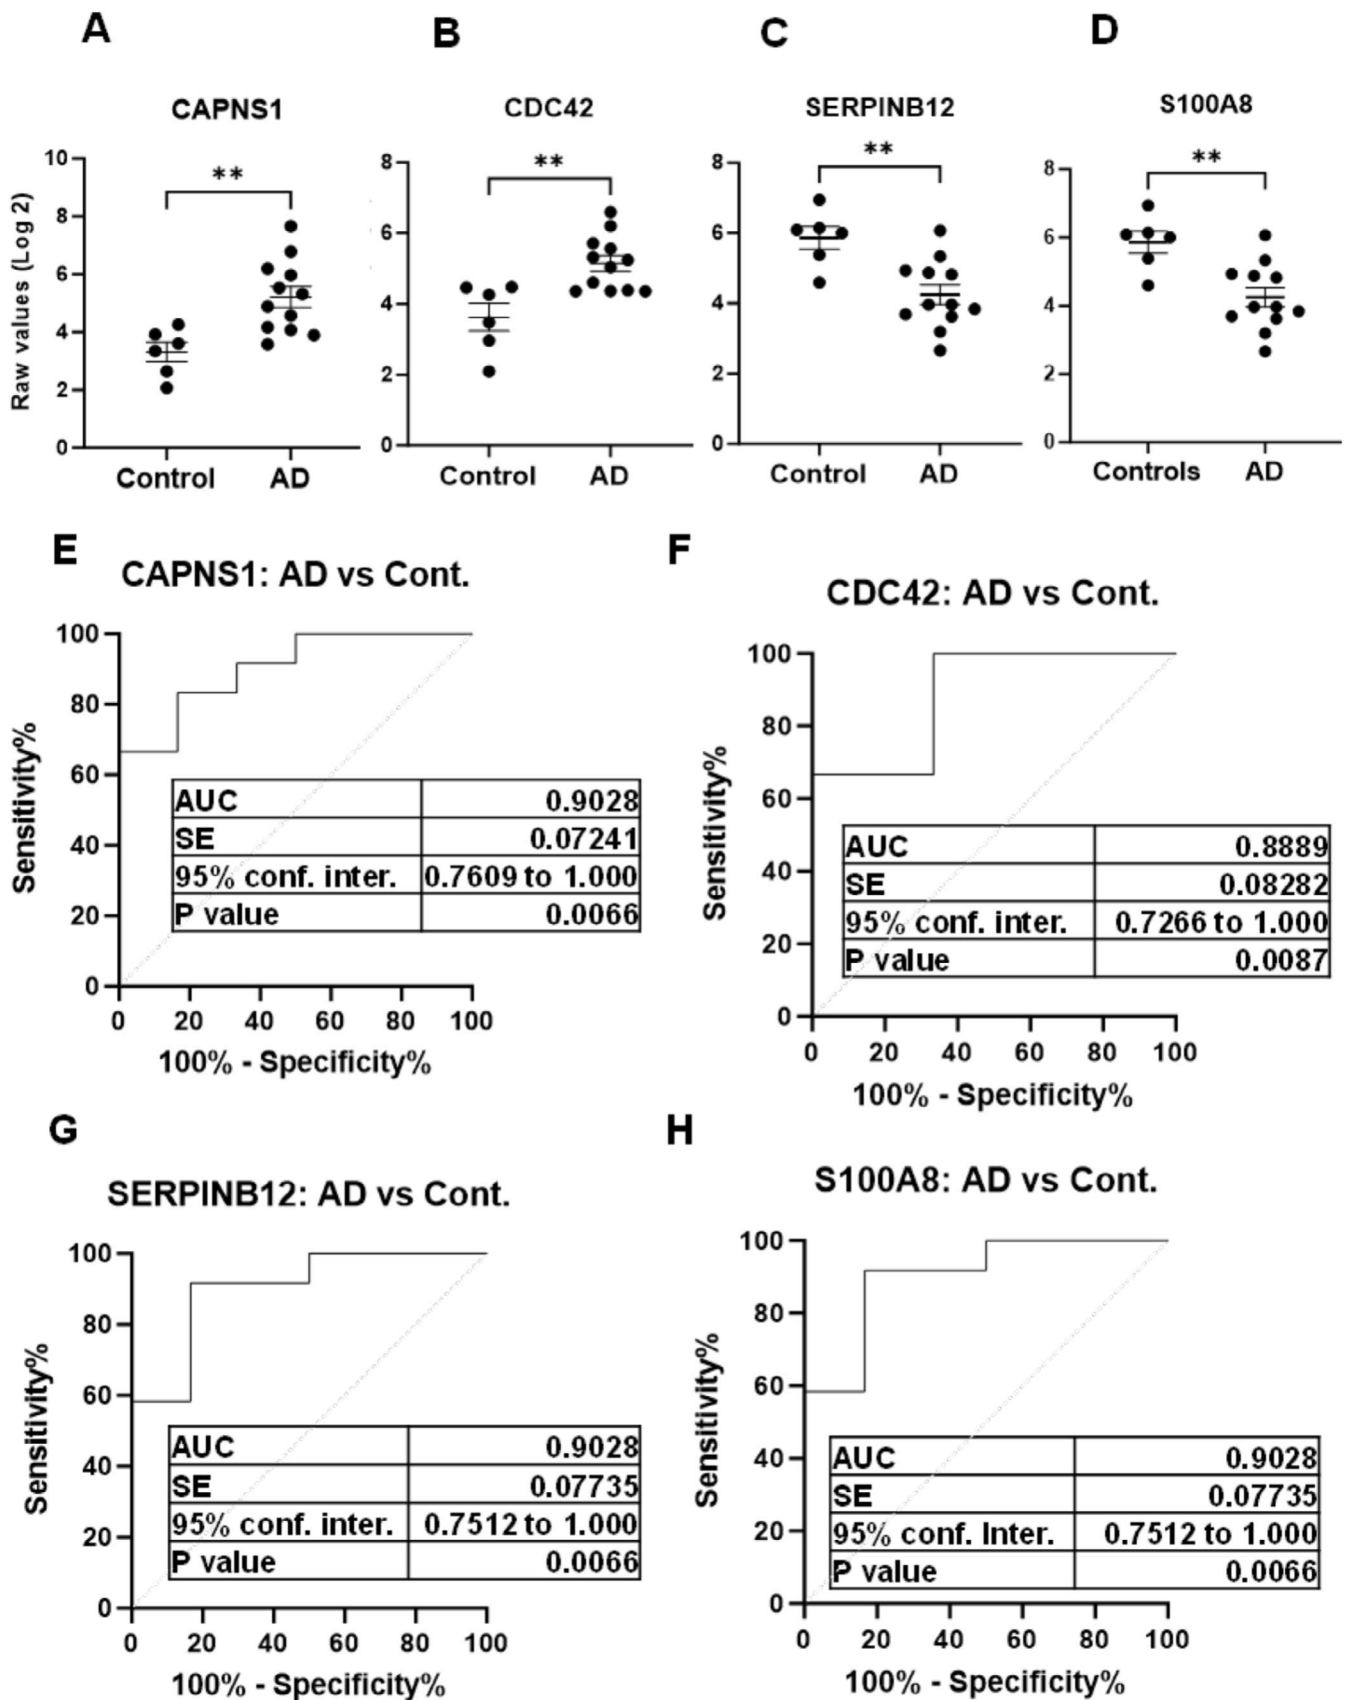 A
B
C
D
CAPNS1
CDC42
SERPINB12
S100A8
**
**
**
**
Raw values (Log 2)
10
8
6
4
2
0
8
6
4
2
0
8
6
4
2
0
8
6
4
2
0
Control AD
Control AD
Control AD
Controls AD
E
CAPNS1: AD vs Cont.
Sensitivity%
100
80
60
40
20
0
AUC 0.9028
SE 0.07241
95% conf. inter. 0.7609 to 1.000
P value 0.0066
0 20 40 60 80 100
100% - Specificity%
F
CDC42: AD vs Cont.
Sensitivity%
100
80
60
40
20
0
AUC 0.8889
SE 0.08282
95% conf. inter. 0.7266 to 1.000
P value 0.0087
0 20 40 60 80 100
100% - Specificity%
G
SERPINB12: AD vs Cont.
Sensitivity%
100
80
60
40
20
0
AUC 0.9028
SE 0.07735
95% conf. inter. 0.7512 to 1.000
P value 0.0066
0 20 40 60 80 100
100% - Specificity%
H
S100A8: AD vs Cont.
Sensitivity%
100
80
60
40
20
0
AUC 0.9028
SE 0.07735
95% conf. Inter. 0.7512 to 1.000
P value 0.0066
0 20 40 60 80 100
100% - Specificity%